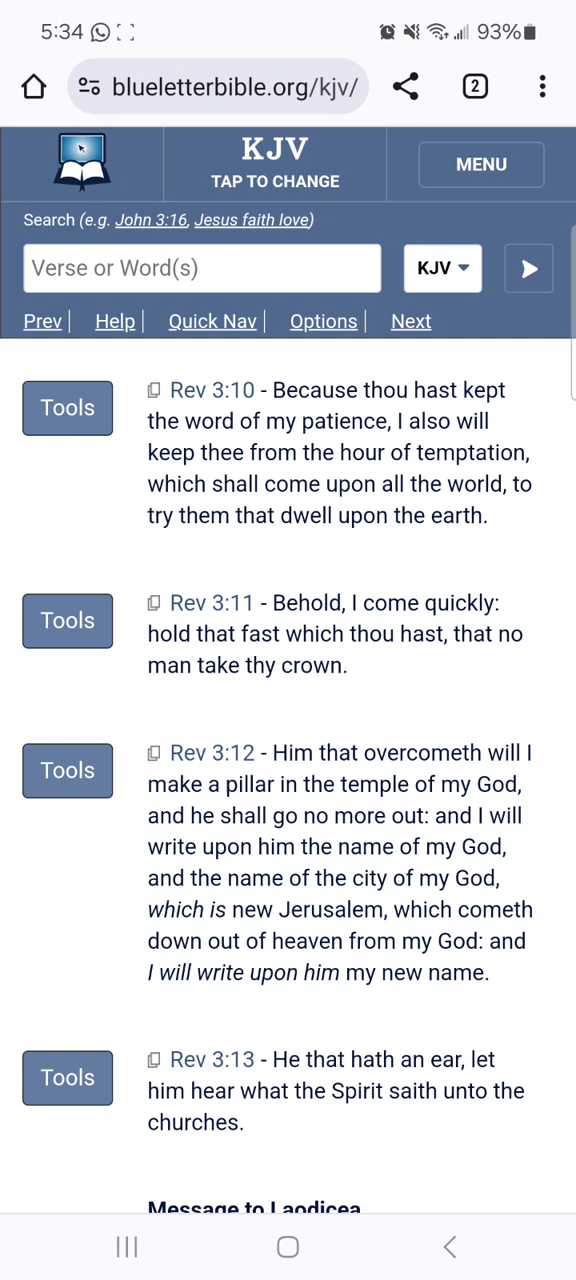 5:34 93%
blueletterbible.org/kjv/ 2
KJV
TAP TO CHANGE
MENU
Search (e.g. John 3:16, Jesus faith love)
Verse or Word(s) KJV
Prev | Help | Quick Nav | Options | Next
Tools
Rev 3:10 - Because thou hast kept
the word of my patience, I also will
keep thee from the hour of temptation,
which shall come upon all the world, to
try them that dwell upon the earth.
Tools
Rev 3:11 - Behold, I come quickly:
hold that fast which thou hast, that no
man take thy crown.
Tools
Rev 3:12 - Him that overcometh will I
make a pillar in the temple of my God,
and he shall go no more out: and I will
write upon him the name of my God,
and the name of the city of my God,
which is new Jerusalem, which cometh
down out of heaven from my God: and
I will write upon him my new name.
Tools
Rev 3:13 - He that hath an ear, let
him hear what the Spirit saith unto the
churches.
Message to Laodicea